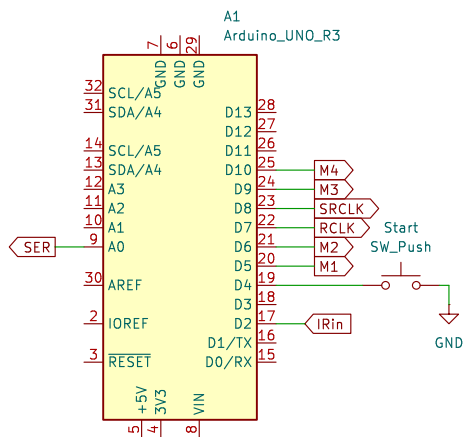 A1
Arduino_UNO_R3
7 6 29
GND GND GND
32 SCL/A5
31 SDA/A4
D13 28
D12 27
14 SCL/A5 D11 26
13 SDA/A4 D10 25 M4
12 A3 D9 24 M3
11 A2 D8 23 SRCLK
10 A1 D7 22 RCLK
SER 9 A0 D6 21 M2
D5 20 M1
Start
SW_Push
30 AREF D4 19
D3 18
2 IOREF D2 17 IRin
GND
D1/TX 16
3 RESET D0/RX 15
+5V 3V3 VIN
5 4 8